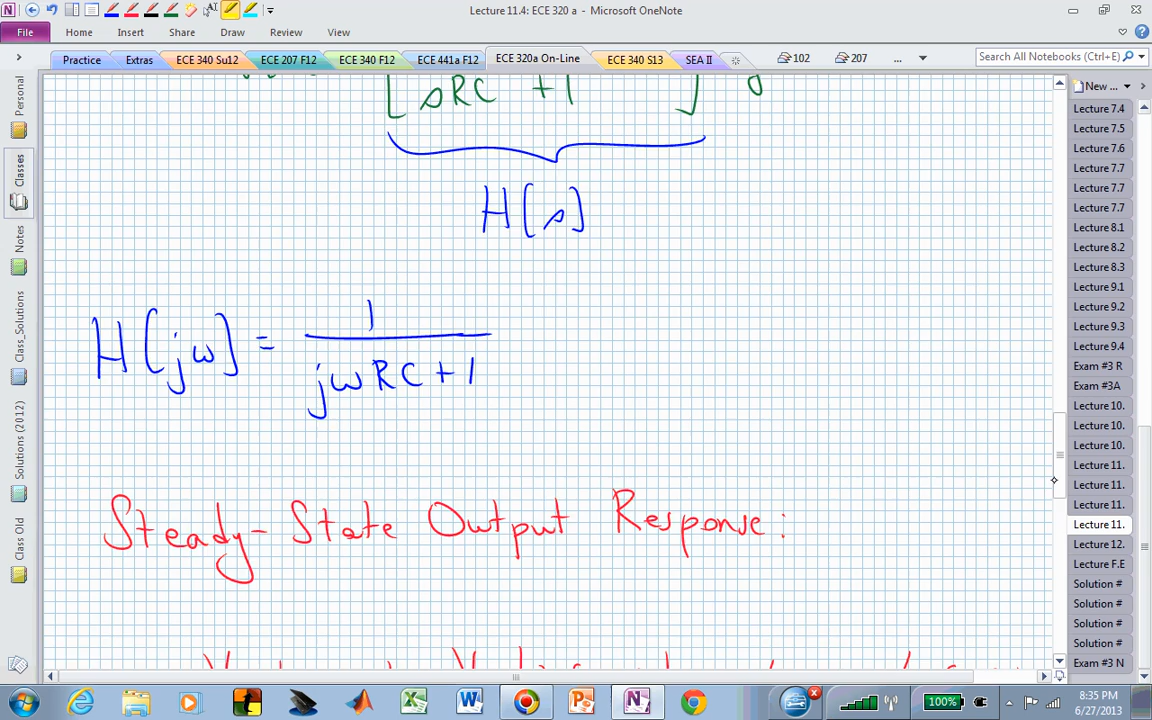 Lecture 11.4: ECE 320 a - Microsoft OneNote
File Home Insert Share Draw Review View
Practice Extras ECE 340 Su12 ECE 207 F12 ECE 340 F12 ECE 441a F12 ECE 320a On-Line ECE 340 S13 SEA II 102 207 ... Search All Notebooks (Ctrl+E)
Personal
Classes
Notes
Class_Solutions
Solutions (2012)
Class Old
[sRC + 1]
H[s]
H[jω] = 1
jωRC + 1
Steady-State Output Response:
New ...
Lecture 7.4
Lecture 7.5
Lecture 7.6
Lecture 7.7
Lecture 7.7
Lecture 7.7
Lecture 8.1
Lecture 8.2
Lecture 8.3
Lecture 9.1
Lecture 9.2
Lecture 9.3
Lecture 9.4
Exam #3 R
Exam #3A
Lecture 10.
Lecture 10.
Lecture 10.
Lecture 11.
Lecture 11.
Lecture 11.
Lecture 11.
Lecture 12.
Lecture F.E
Solution #
Solution #
Solution #
Solution #
Exam #3 N
100%
8:35 PM
6/27/2013